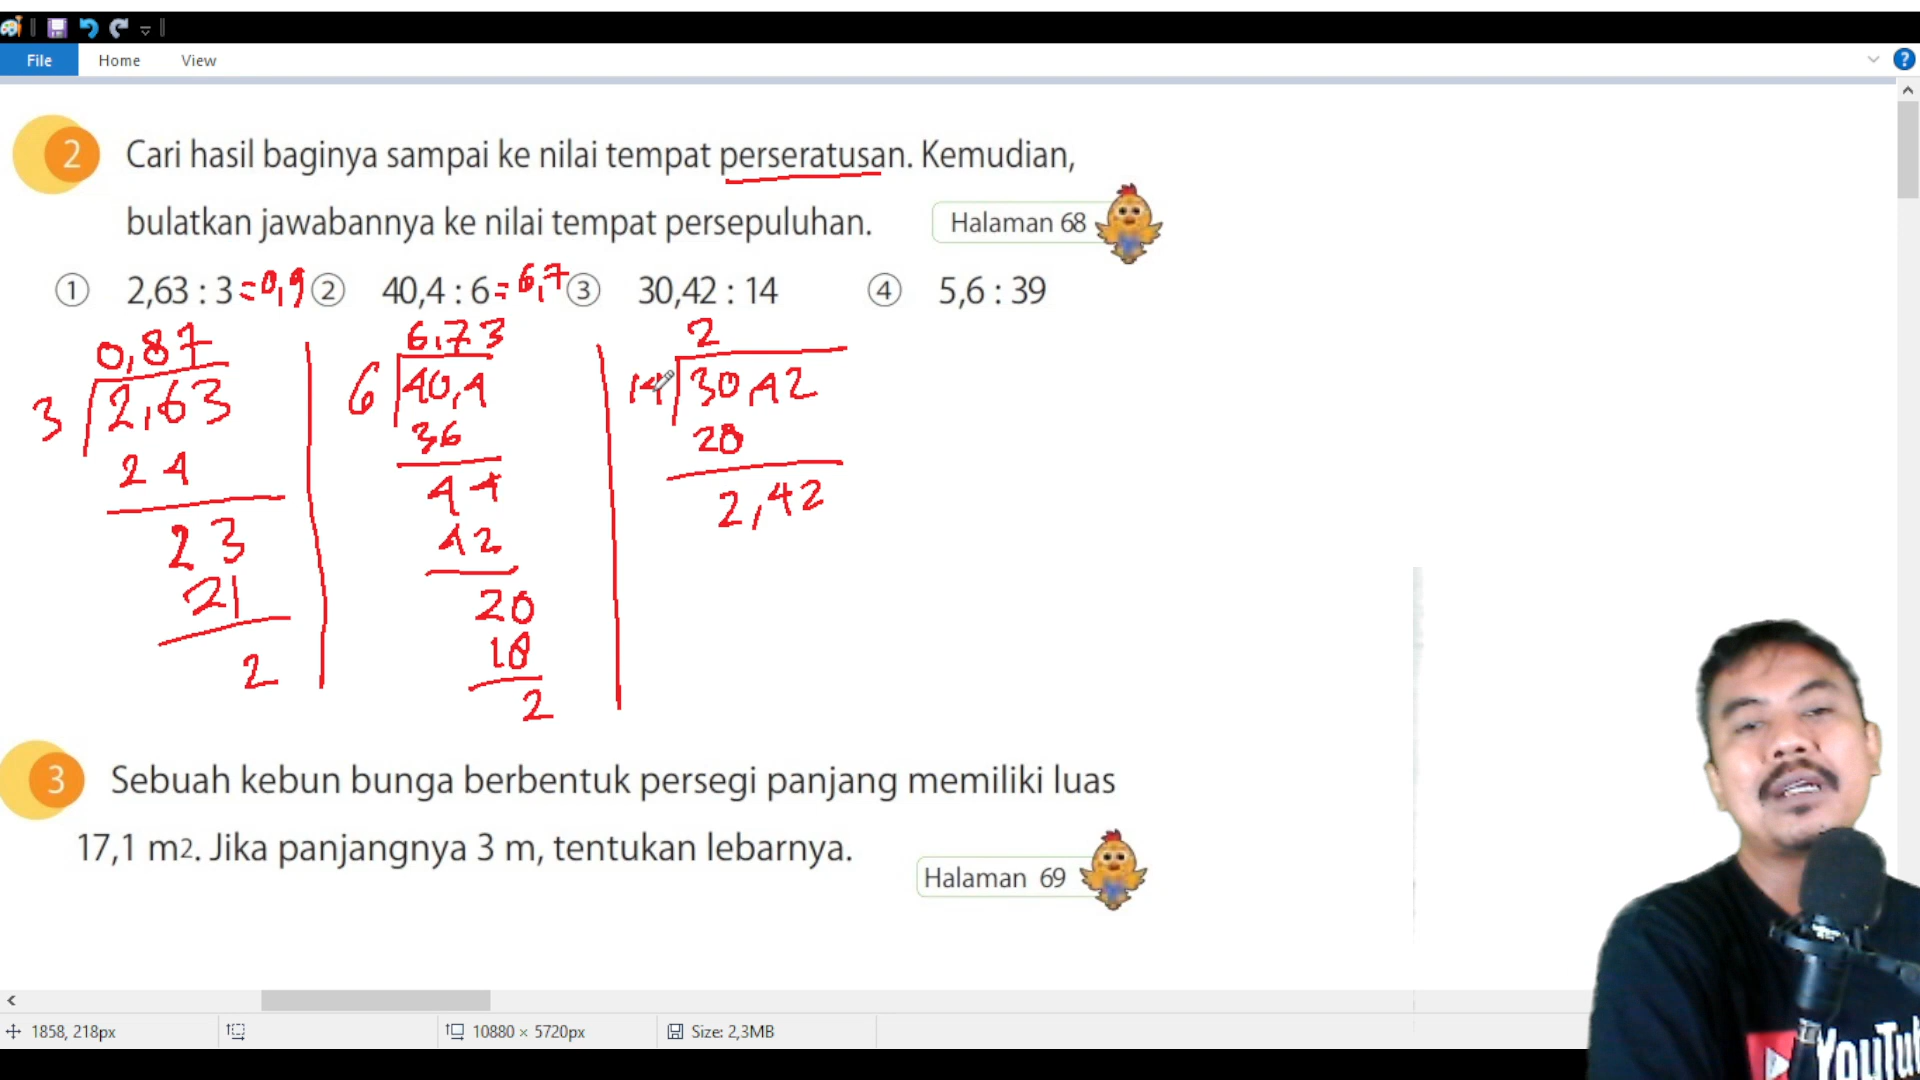 File Home View
2 Cari hasil baginya sampai ke nilai tempat perseratusan. Kemudian,
bulatkan jawabannya ke nilai tempat persepuluhan. Halaman 68
① 2,63 : 3 = 0,9 ② 40,4 : 6 = 6,7 ③ 30,42 : 14 ④ 5,6 : 39
0,87 6,73 2
3 2,63 6 40,4 14 30,42
24 36 28
23 44 2,42
21 42
2 20
18
2
3 Sebuah kebun bunga berbentuk persegi panjang memiliki luas
17,1 m2. Jika panjangnya 3 m, tentukan lebarnya.
Halaman 69
1858, 218px 10880 × 5720px Size: 2,3MB
YouTu